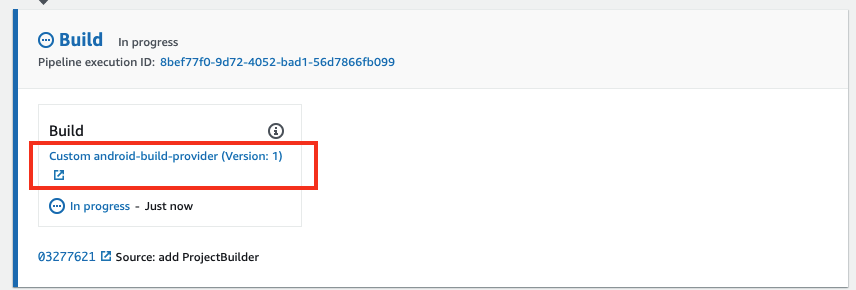 Build In progress
Pipeline execution ID: 8bef77f0-9d72-4052-bad1-56d7866fb099
Build
Custom android-build-provider (Version: 1)
In progress - Just now
03277621 Source: add ProjectBuilder